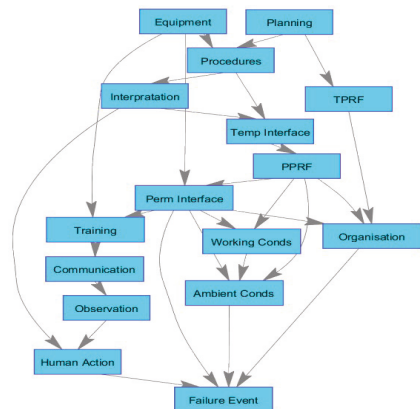 Equipment
Planning
Procedures
Interpratation
TPRF
Temp Interface
PPRF
Perm Interface
Training
Working Conds
Organisation
Communication
Ambient Conds
Observation
Human Action
Failure Event